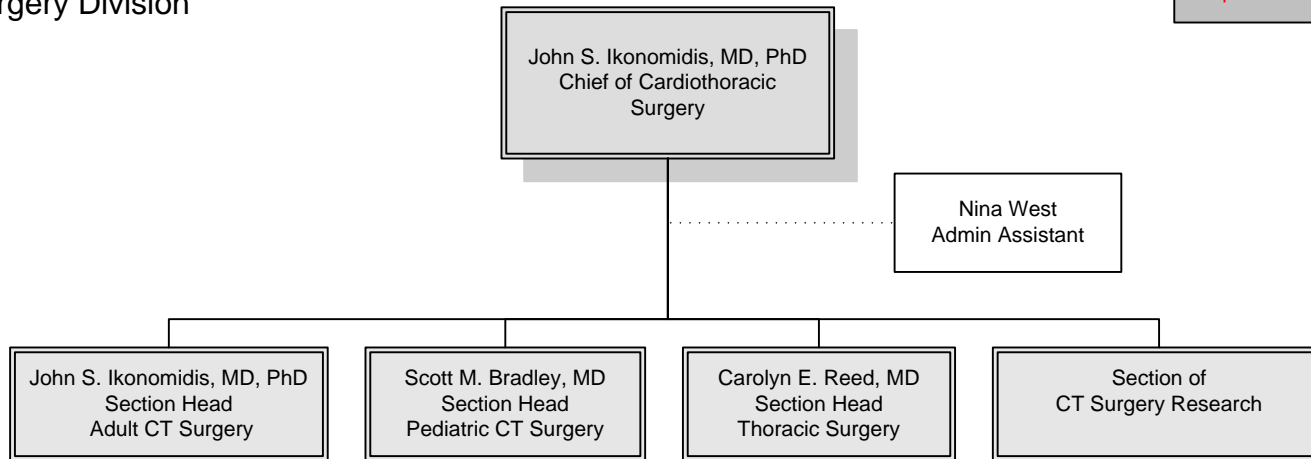 Division
John S. Ikonomidis, MD, PhD
Chief of Cardiothoracic
Surgery
Nina West
Admin Assistant
John S. Ikonomidis, MD, PhD
Section Head
Adult CT Surgery
Scott M. Bradley, MD
Section Head
Pediatric CT Surgery
Carolyn E. Reed, MD
Section Head
Thoracic Surgery
Section of
CT Surgery Research